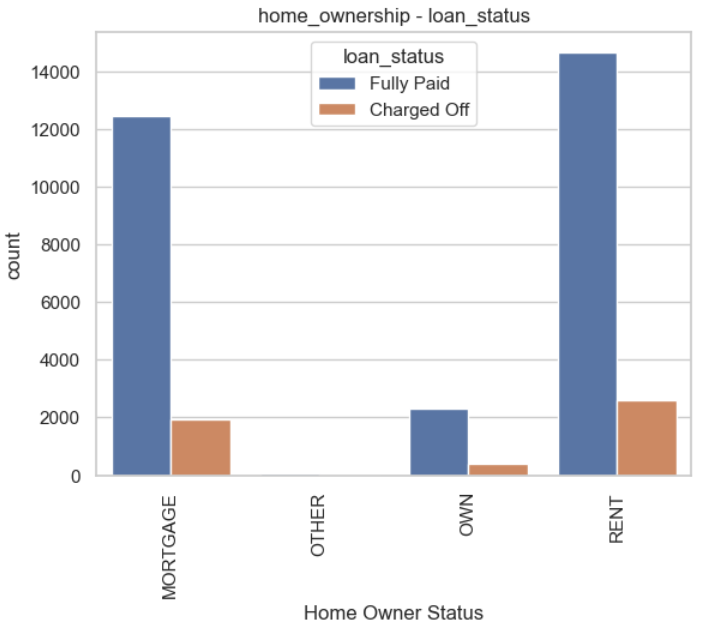 home_ownership - loan_status
loan_status
Fully Paid
Charged Off
14000
12000
10000
8000
6000
4000
2000
0
count
MORTGAGE
OTHER
OWN
RENT
Home Owner Status